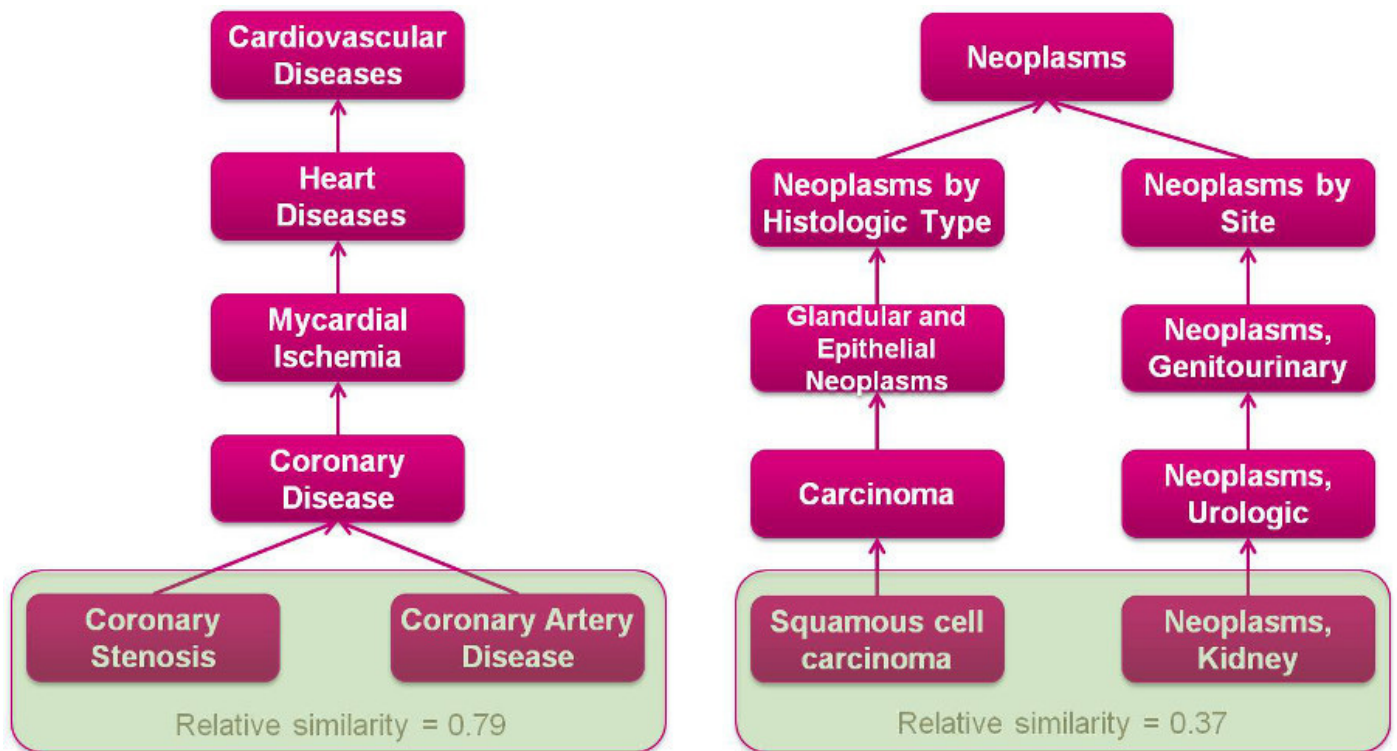 Cardiovascular
Diseases
Heart
Diseases
Mycardial
Ischemia
Coronary
Disease
Coronary
Stenosis
Coronary Artery
Disease
Relative similarity = 0.79
Neoplasms
Neoplasms by
Histologic Type
Neoplasms by
Site
Glandular and
Epithelial
Neoplasms
Neoplasms,
Genitourinary
Carcinoma
Neoplasms,
Urologic
Squamous cell
carcinoma
Neoplasms,
Kidney
Relative similarity = 0.37